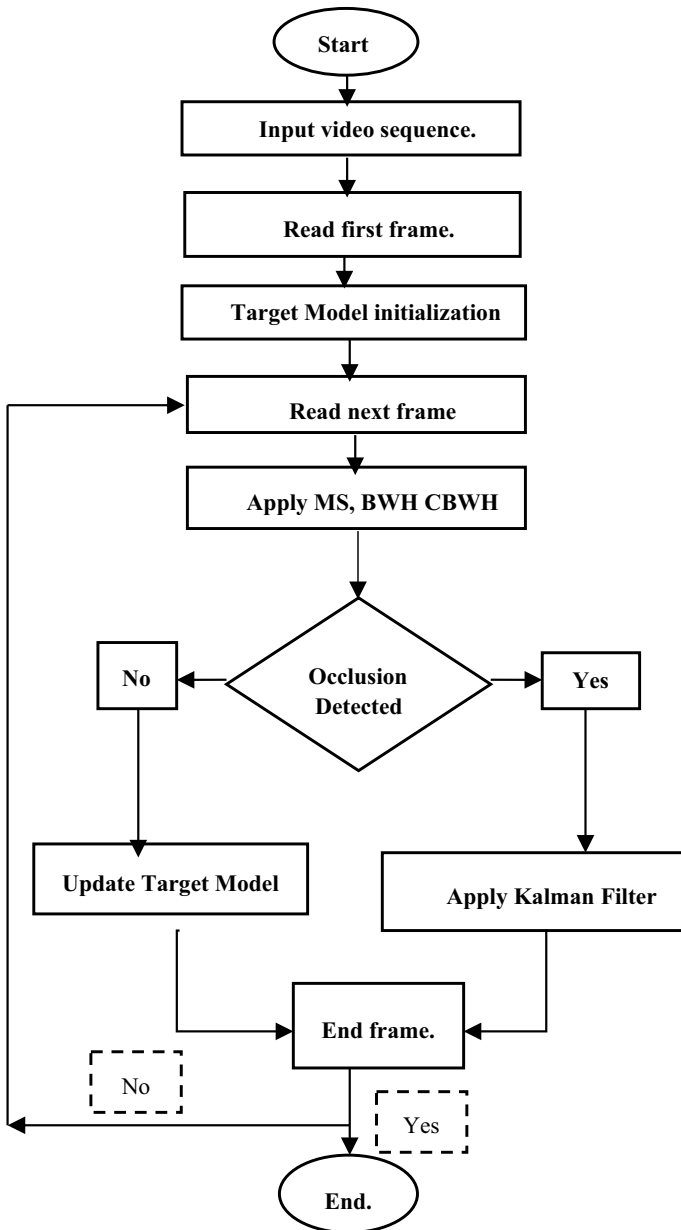 Start
Input video sequence.
Read first frame.
Target Model initialization
Read next frame
Apply MS, BWH CBWH
No
Occlusion
Detected
Yes
Update Target Model
Apply Kalman Filter
End frame.
No
Yes
End.